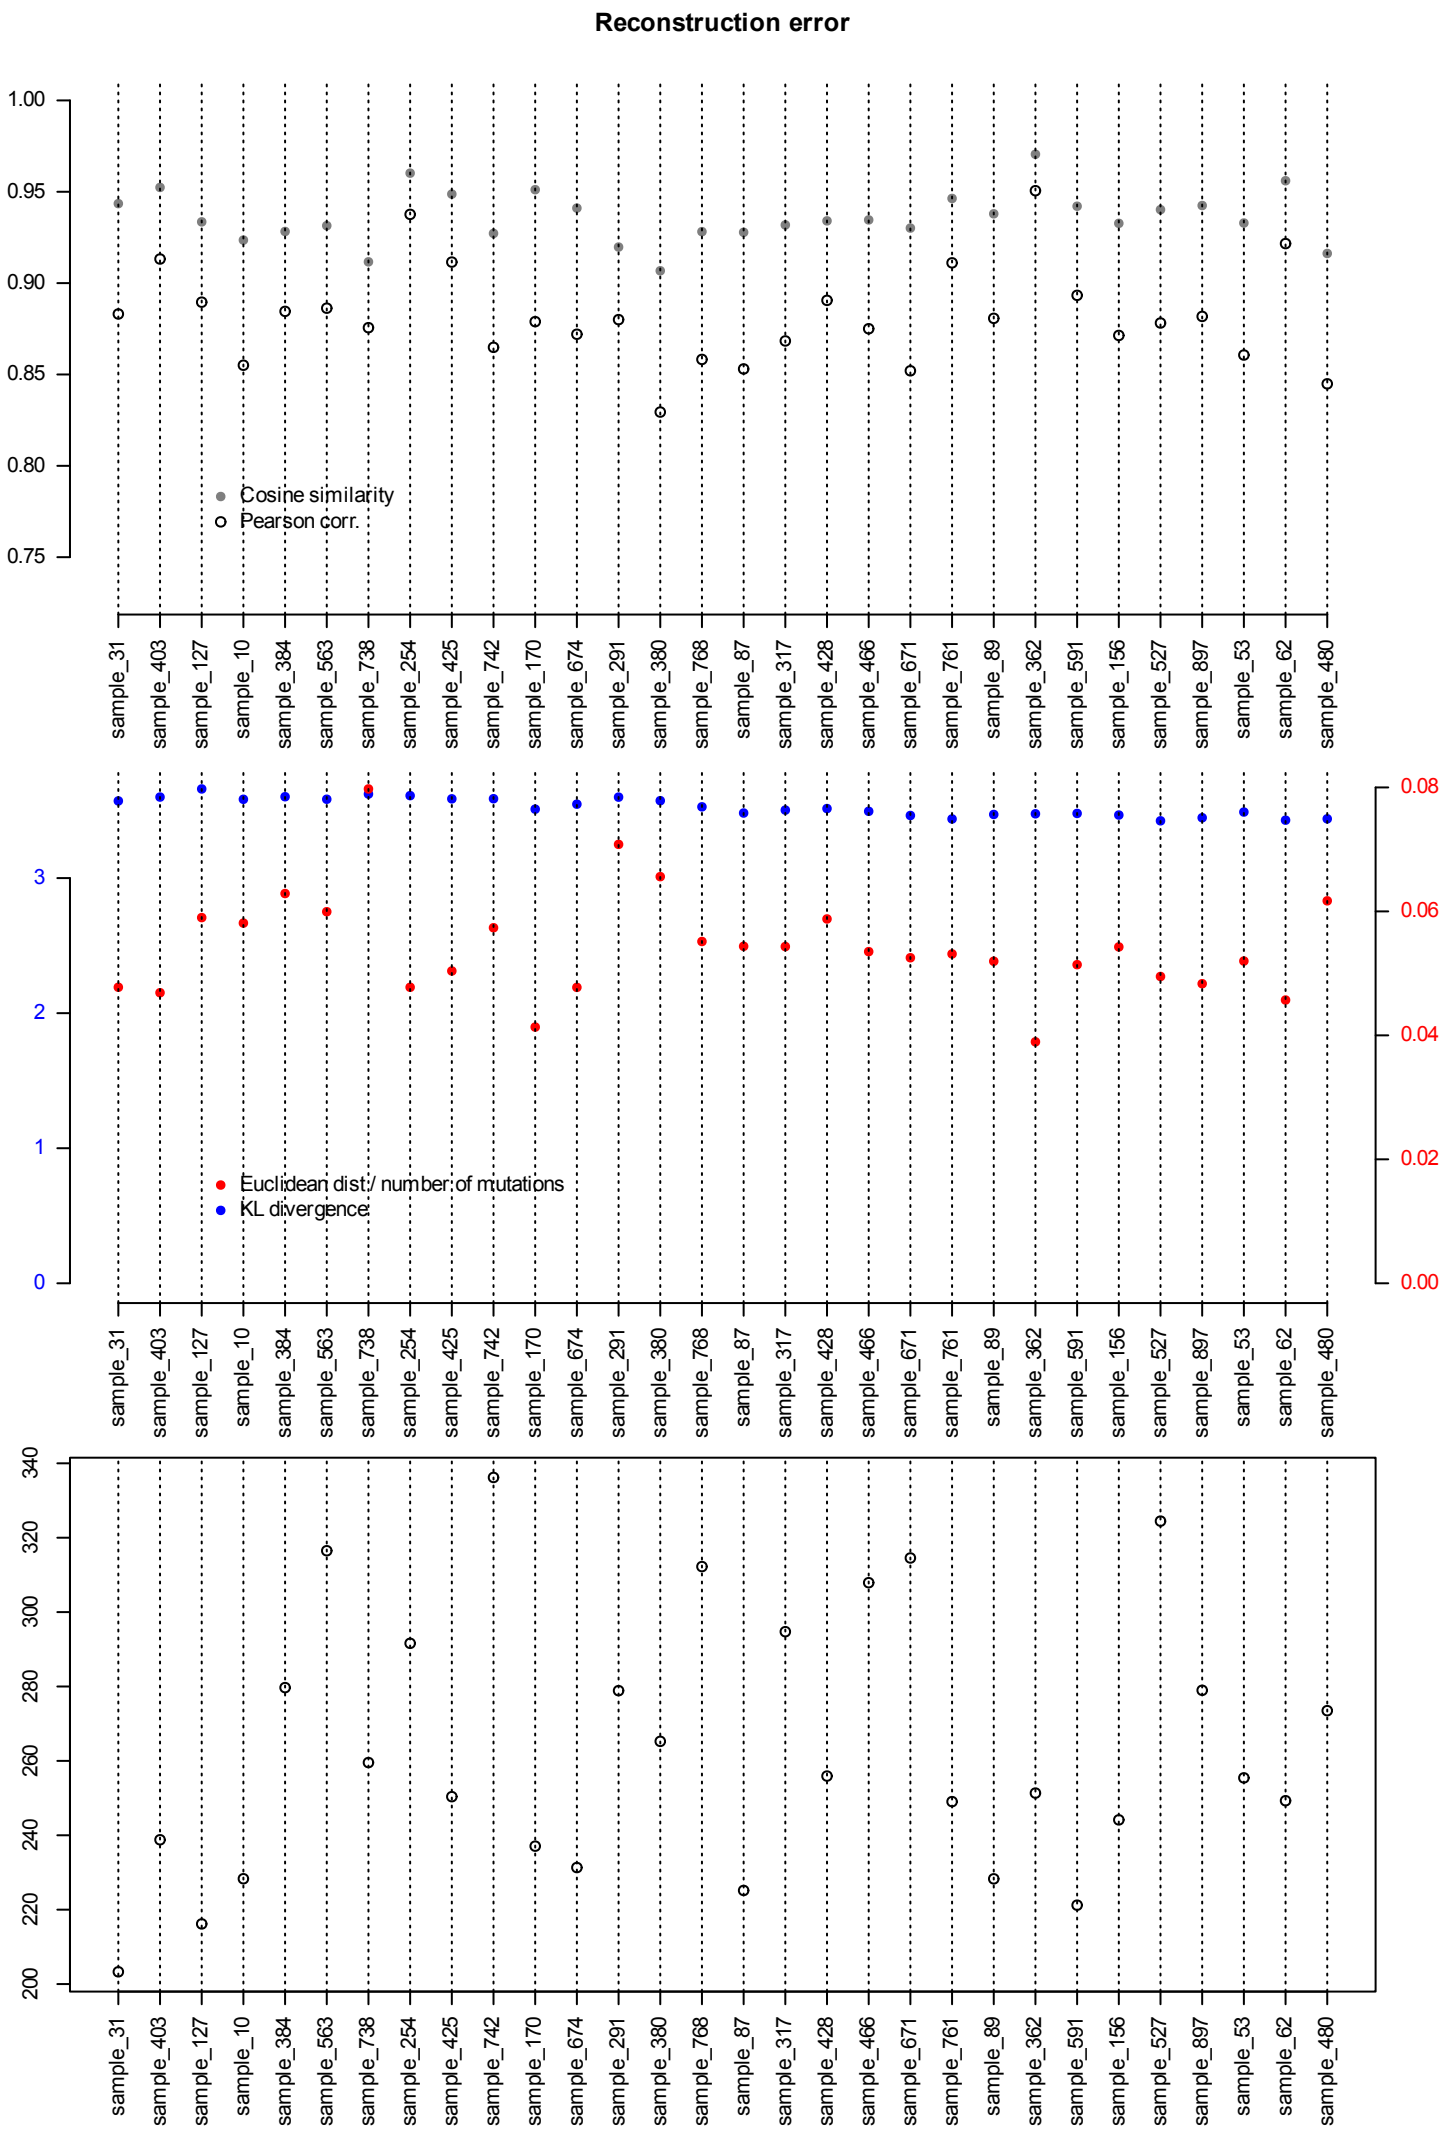 Reconstruction error
1.00
0.95
0.90
0.85
0.80
0.75
Cosine similarity
Pearson corr.
sample_31 sample_403 sample_127 sample_10 sample_384 sample_563 sample_738 sample_254 sample_425 sample_742 sample_170 sample_674 sample_291 sample_380 sample_768 sample_87 sample_317 sample_428 sample_466 sample_671 sample_761 sample_89 sample_362 sample_591 sample_156 sample_527 sample_897 sample_53 sample_62 sample_480
3
2
1
0
Euclidean dist./ number of mutations
KL divergence
0.08
0.06
0.04
0.02
0.00
sample_31 sample_403 sample_127 sample_10 sample_384 sample_563 sample_738 sample_254 sample_425 sample_742 sample_170 sample_674 sample_291 sample_380 sample_768 sample_87 sample_317 sample_428 sample_466 sample_671 sample_761 sample_89 sample_362 sample_591 sample_156 sample_527 sample_897 sample_53 sample_62 sample_480
340
320
300
280
260
240
220
200
sample_31 sample_403 sample_127 sample_10 sample_384 sample_563 sample_738 sample_254 sample_425 sample_742 sample_170 sample_674 sample_291 sample_380 sample_768 sample_87 sample_317 sample_428 sample_466 sample_671 sample_761 sample_89 sample_362 sample_591 sample_156 sample_527 sample_897 sample_53 sample_62 sample_480